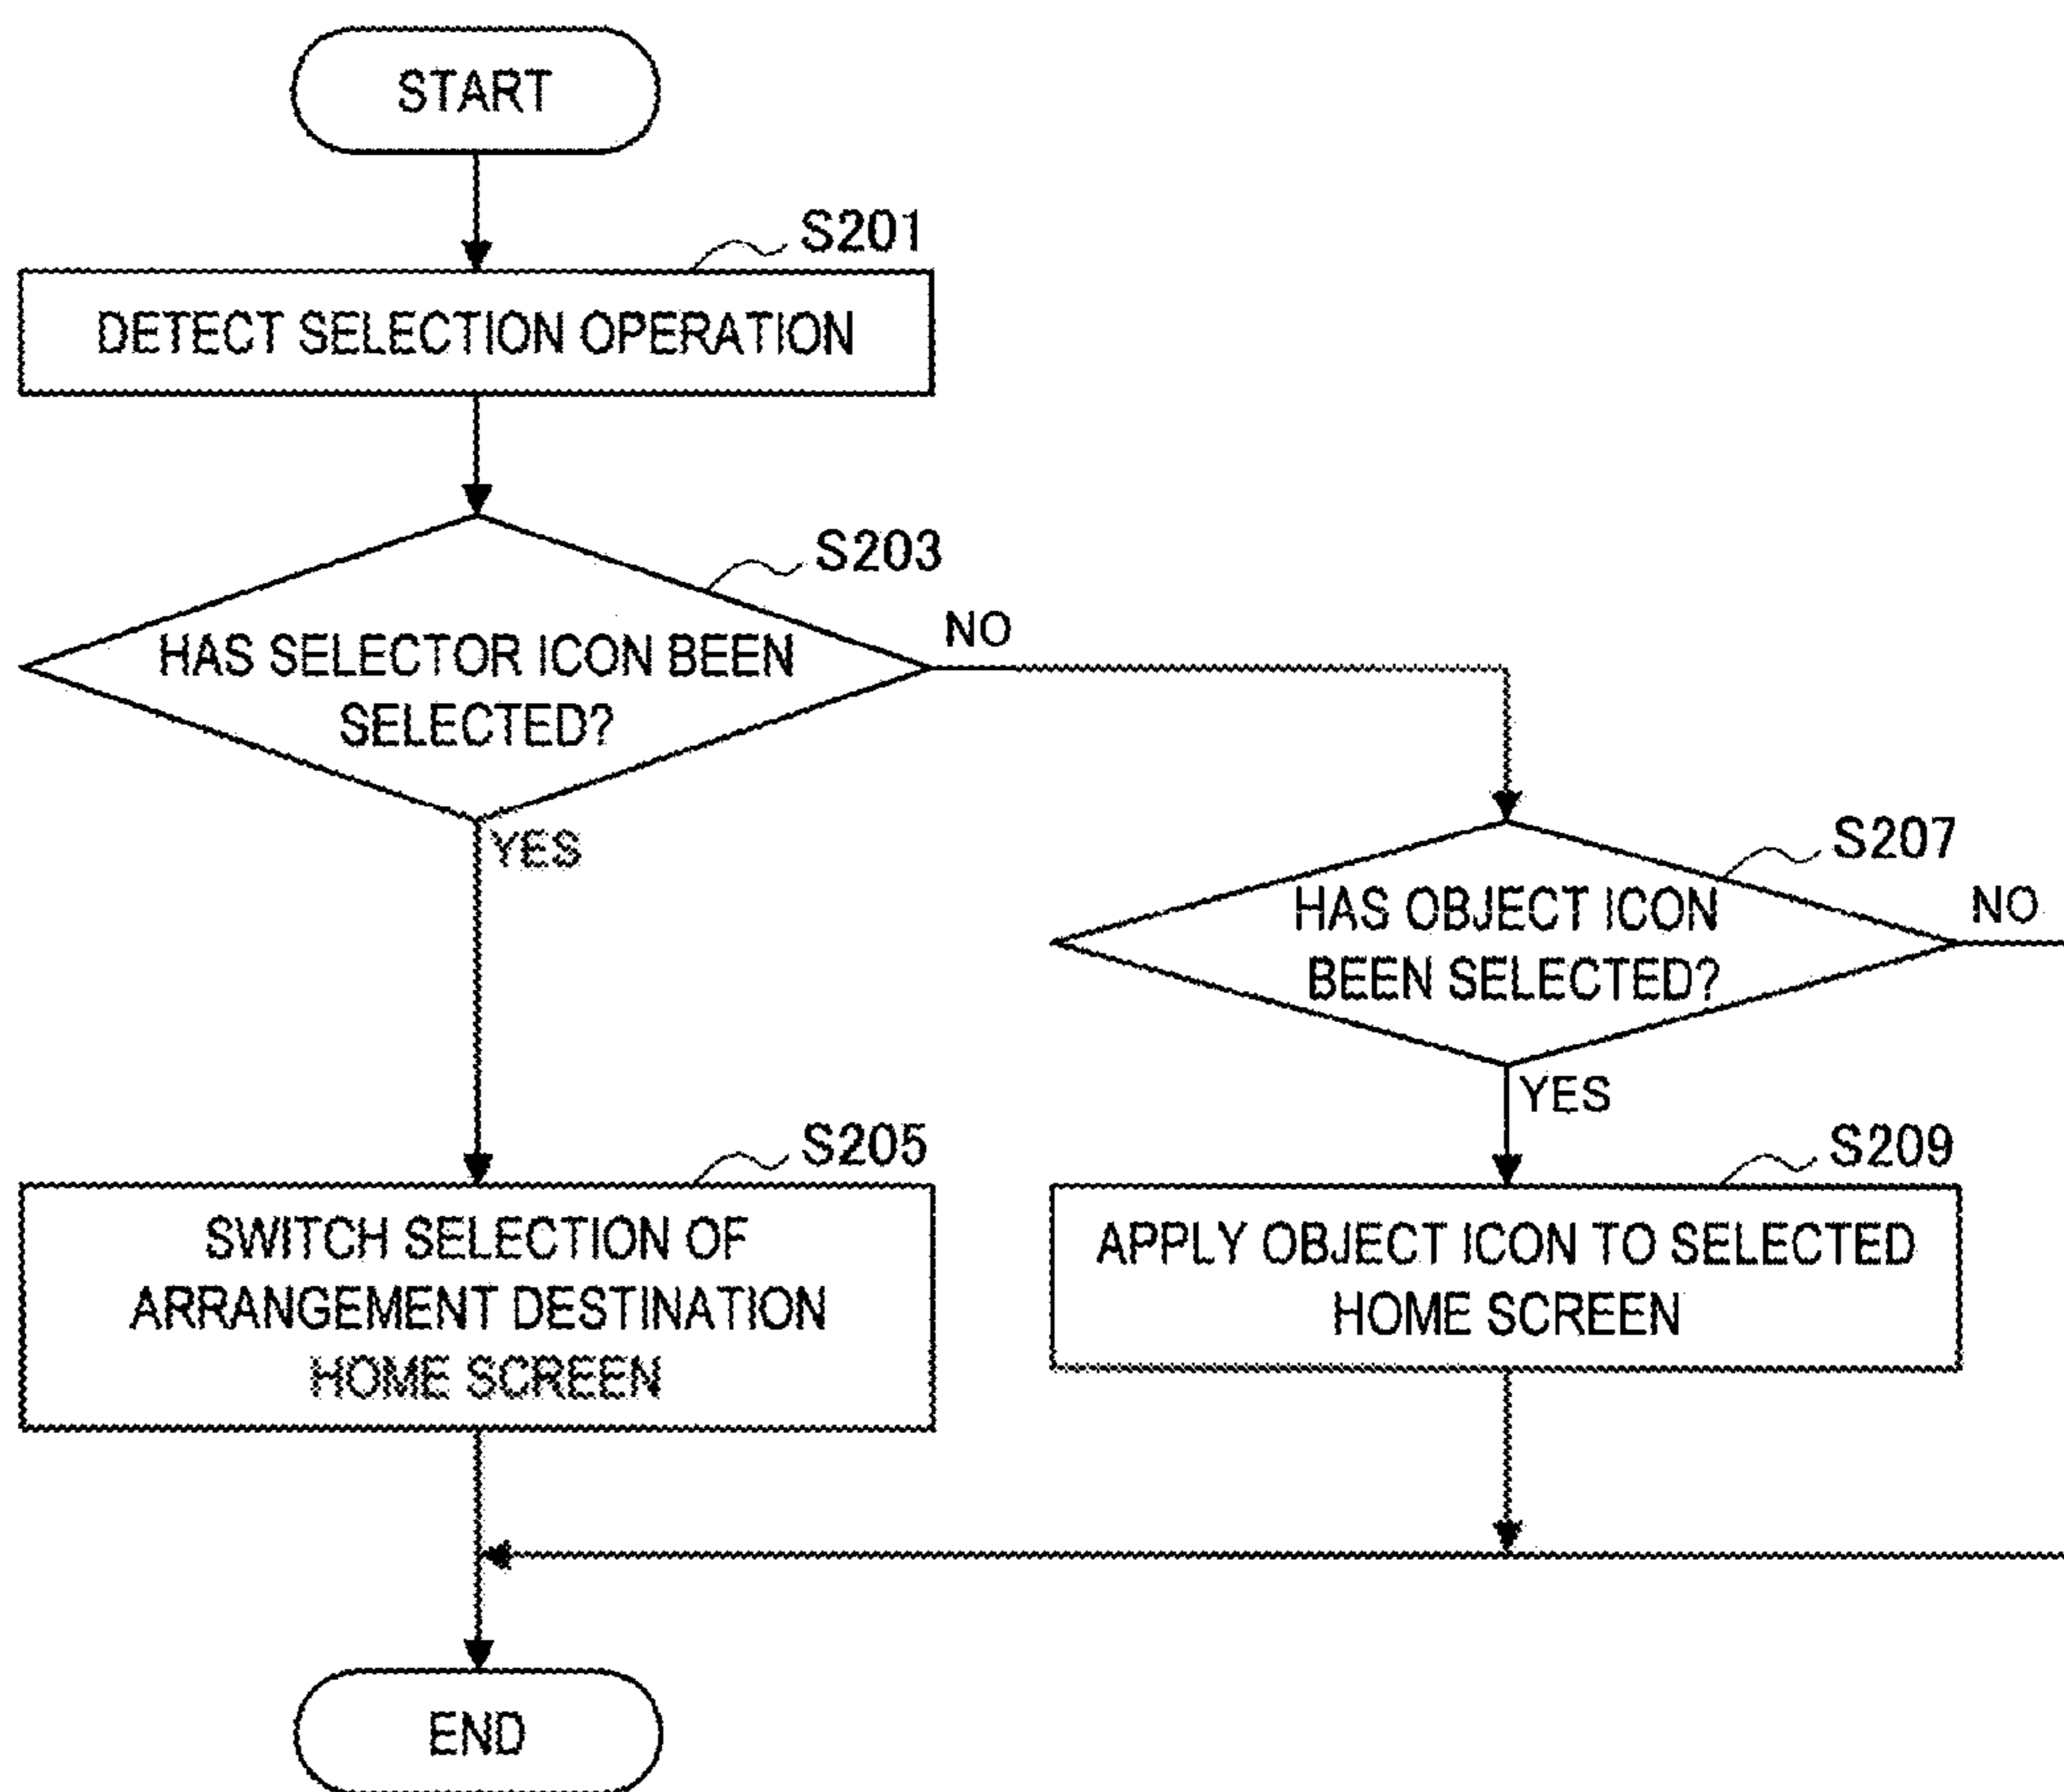 START
S201
DETECT SELECTION OPERATION
S203
HAS SELECTOR ICON BEEN
SELECTED?
NO
YES
S207
HAS OBJECT ICON
BEEN SELECTED?
NO
YES
S205
SWITCH SELECTION OF
ARRANGEMENT DESTINATION
HOME SCREEN
S209
APPLY OBJECT ICON TO SELECTED
HOME SCREEN
END